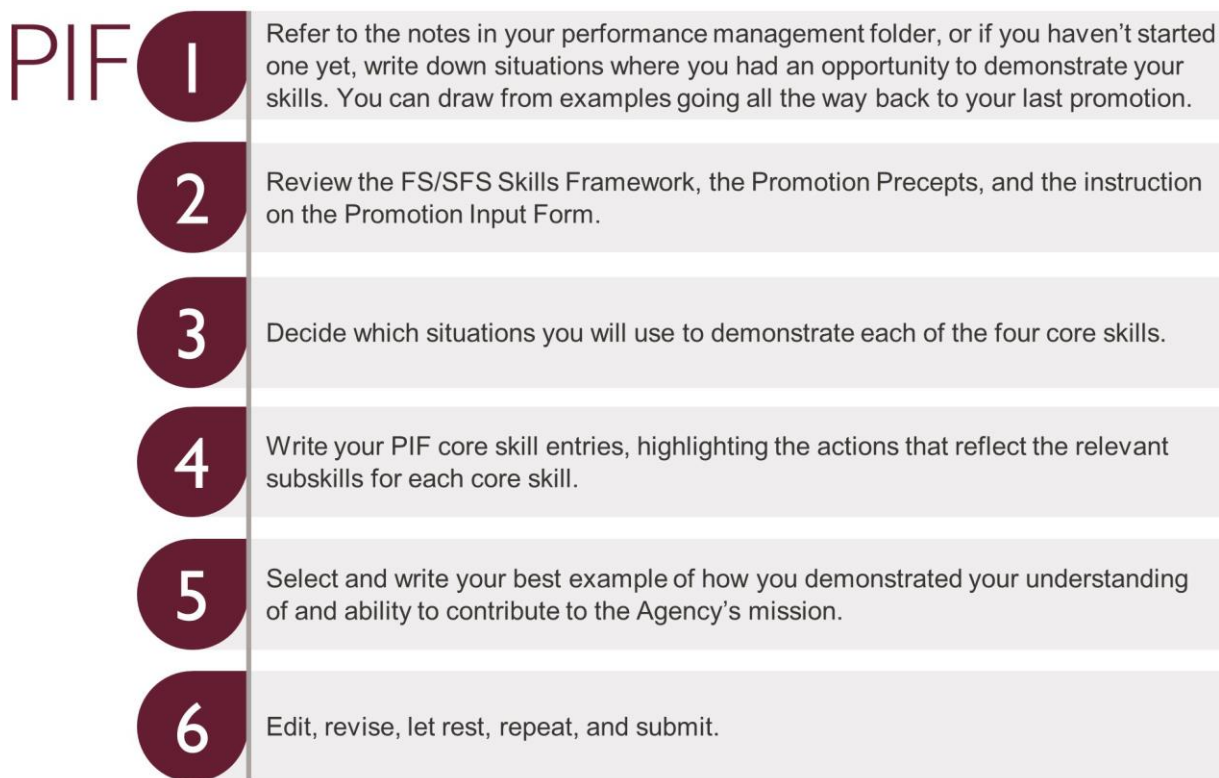 PIF
1
Refer to the notes in your performance management folder, or if you haven’t started
one yet, write down situations where you had an opportunity to demonstrate your
skills. You can draw from examples going all the way back to your last promotion.
2
Review the FS/SFS Skills Framework, the Promotion Precepts, and the instruction
on the Promotion Input Form.
3
Decide which situations you will use to demonstrate each of the four core skills.
4
Write your PIF core skill entries, highlighting the actions that reflect the relevant
subskills for each core skill.
5
Select and write your best example of how you demonstrated your understanding
of and ability to contribute to the Agency’s mission.
6
Edit, revise, let rest, repeat, and submit.